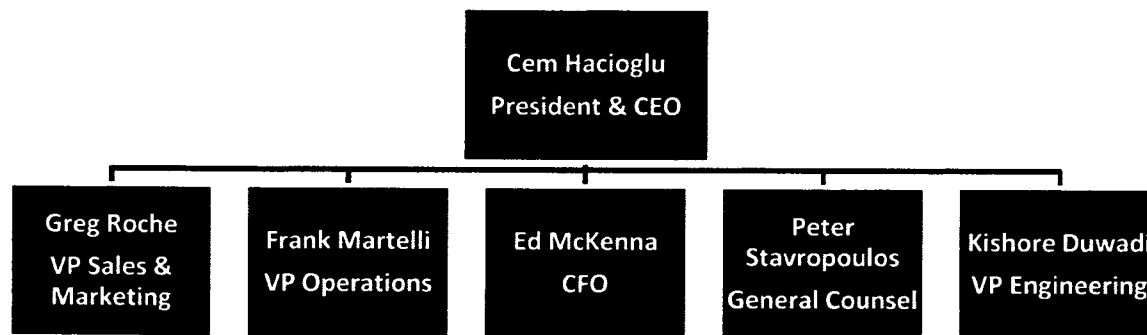 Cem Hacioglu
President & CEO
Greg Roche
VP Sales &
Marketing
Frank Martelli
VP Operations
Ed McKenna
CFO
Peter
Stavropoulos
General Counsel
Kishore Duwadi
VP Engineering